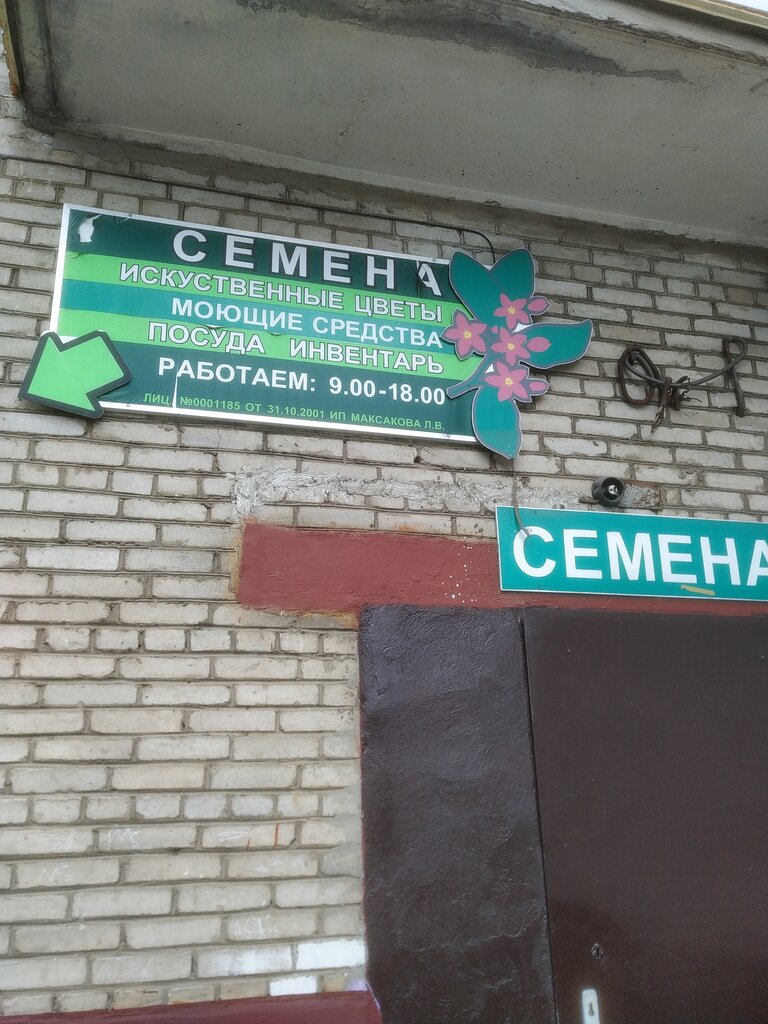 СЕМЕНА
ИСКУСТВЕННЫЕ ЦВЕТЫ
МОЮЩИЕ СРЕДСТВА
ПОСУДА ИНВЕНТАРЬ
РАБОТАЕМ: 9.00-18.00
ЛИЦ. №0001185 ОТ 31.10.2001 ИП МАКСАКОВА Л.В.
СЕМЕНА